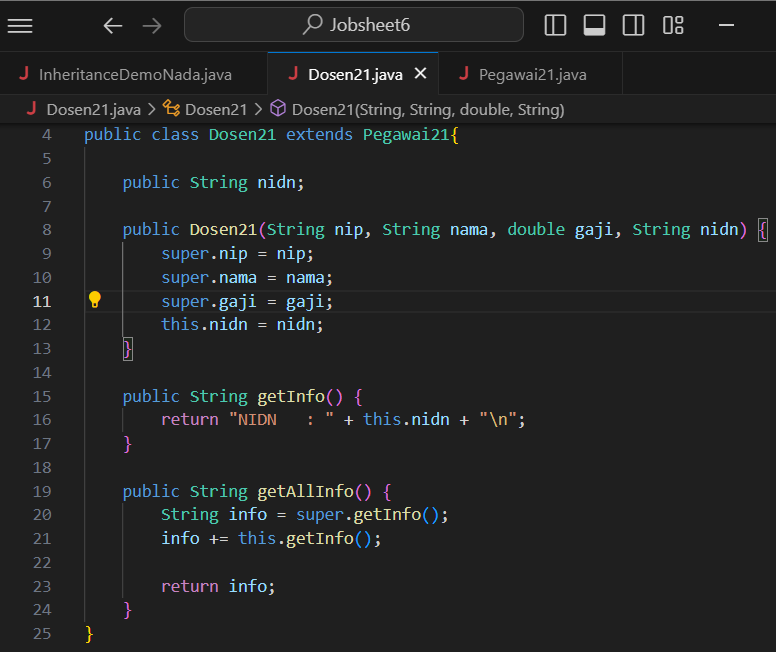 Jobsheet6
InheritanceDemoNada.java Dosen21.java Pegawai21.java
Dosen21.java > Dosen21 > Dosen21(String, String, double, String)
4 public class Dosen21 extends Pegawai21{
5
6 public String nidn;
7
8 public Dosen21(String nip, String nama, double gaji, String nidn) {
9 super.nip = nip;
10 super.nama = nama;
11 super.gaji = gaji;
12 this.nidn = nidn;
13 }
14
15 public String getInfo() {
16 return "NIDN   : " + this.nidn + "\n";
17 }
18
19 public String getAllInfo() {
20 String info = super.getInfo();
21 info += this.getInfo();
22
23 return info;
24 }
25 }